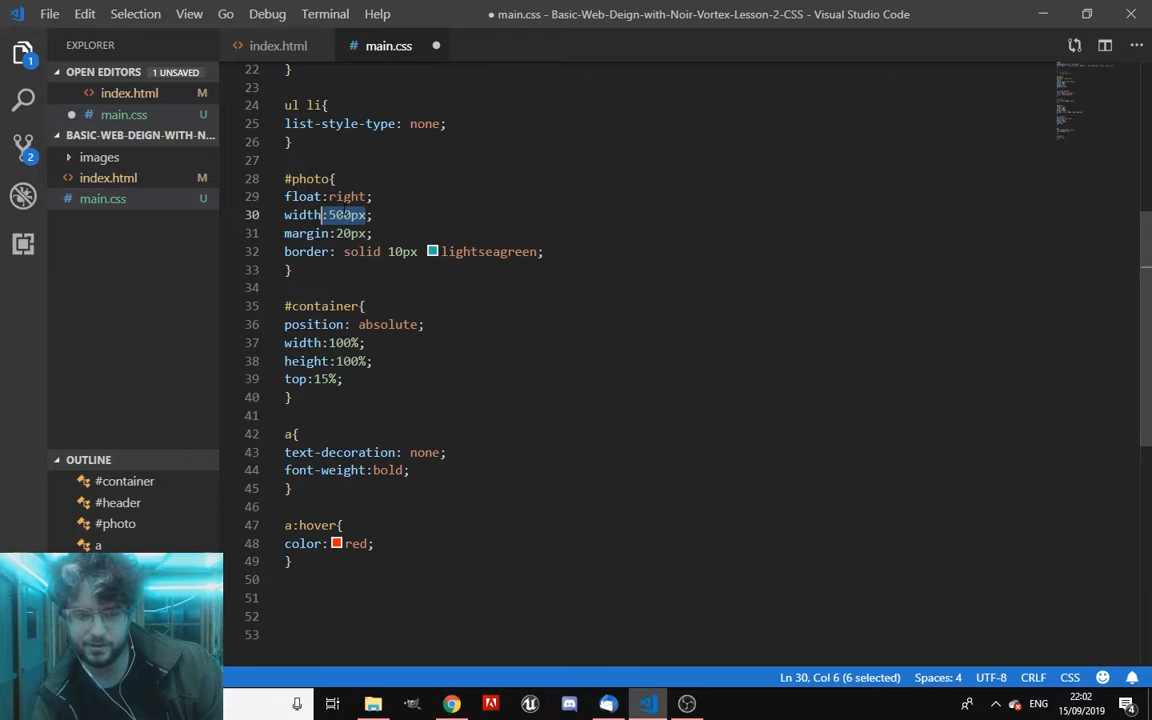 File Edit Selection View Go Debug Terminal Help
● main.css - Basic-Web-Deign-with-Noir-Vortex-Lesson-2-CSS - Visual Studio Code
EXPLORER
index.html
# main.css
OPEN EDITORS 1 UNSAVED
index.html M
# main.css U
BASIC-WEB-DEIGN-WITH-N...
images
index.html M
# main.css U
OUTLINE
#container
#header
#photo
a
1
2
22 }
23
24 ul li{
25 list-style-type: none;
26 }
27
28 #photo{
29 float:right;
30 width:500px;
31 margin:20px;
32 border: solid 10px lightseagreen;
33 }
34
35 #container{
36 position: absolute;
37 width:100%;
38 height:100%;
39 top:15%;
40 }
41
42 a{
43 text-decoration: none;
44 font-weight:bold;
45 }
46
47 a:hover{
48 color: red;
49 }
50
51
52
53
Ln 30, Col 6 (6 selected) Spaces: 4 UTF-8 CRLF CSS
ENG
22:02
15/09/2019
4